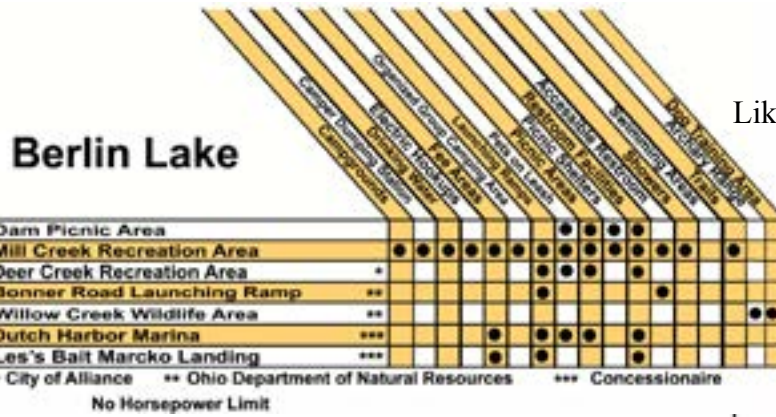 Lik
Berlin Lake
Campgrounds
Camper Dumping Station
Drinking Water
Electric Hookups
Fee Areas
Organized Group Camping Area
Launching Ramps
Pets on Leash
Picnic Areas
Picnic Shelters
Restroom Facilities
Accessible Restroom
Showers
Swimming Areas
Trails
Archery Range
Dog Training Area
Dam Picnic Area
Mill Creek Recreation Area
Deer Creek Recreation Area *
Bonner Road Launching Ramp **
Willow Creek Wildlife Area **
Dutch Harbor Marina ***
Les's Bait Marcko Landing ***
City of Alliance ** Ohio Department of Natural Resources *** Concessionaire
No Horsepower Limit